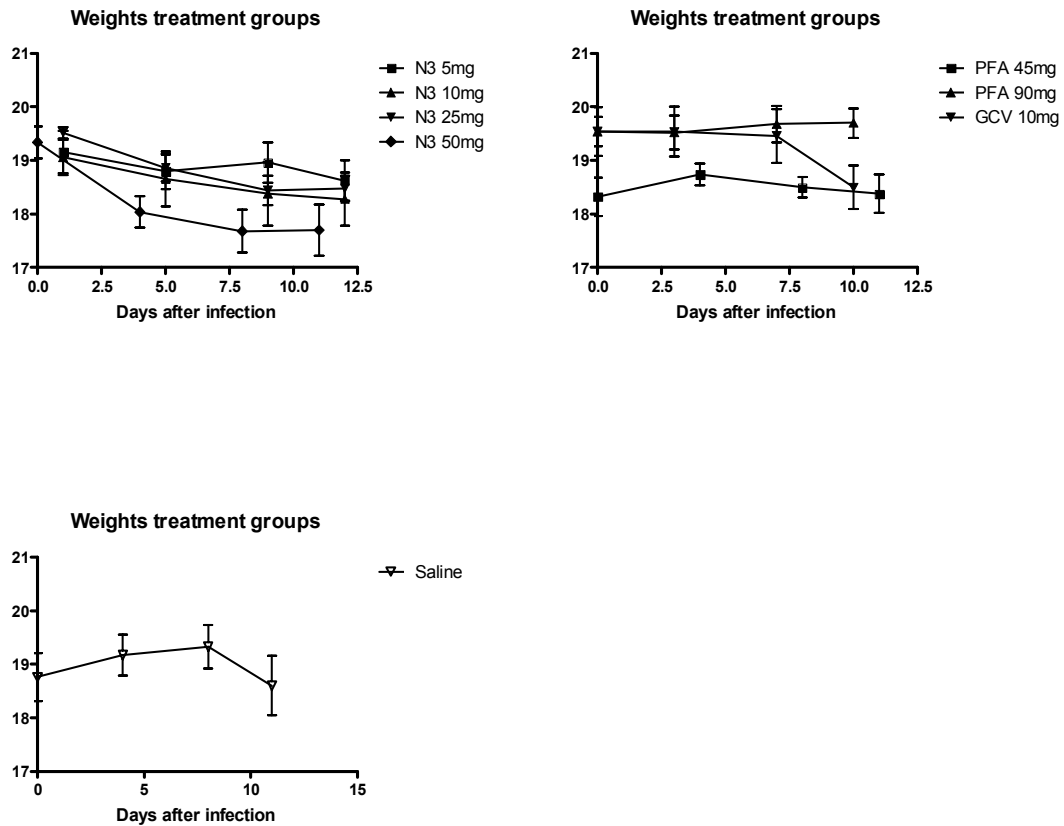 Weights treatment groups
21
20
19
18
17
0.0 2.5 5.0 7.5 10.0 12.5
Days after infection
N3 5mg
N3 10mg
N3 25mg
N3 50mg
Weights treatment groups
21
20
19
18
17
0.0 2.5 5.0 7.5 10.0 12.5
Days after infection
PFA 45mg
PFA 90mg
GCV 10mg
Weights treatment groups
21
20
19
18
17
0 5 10 15
Days after infection
Saline